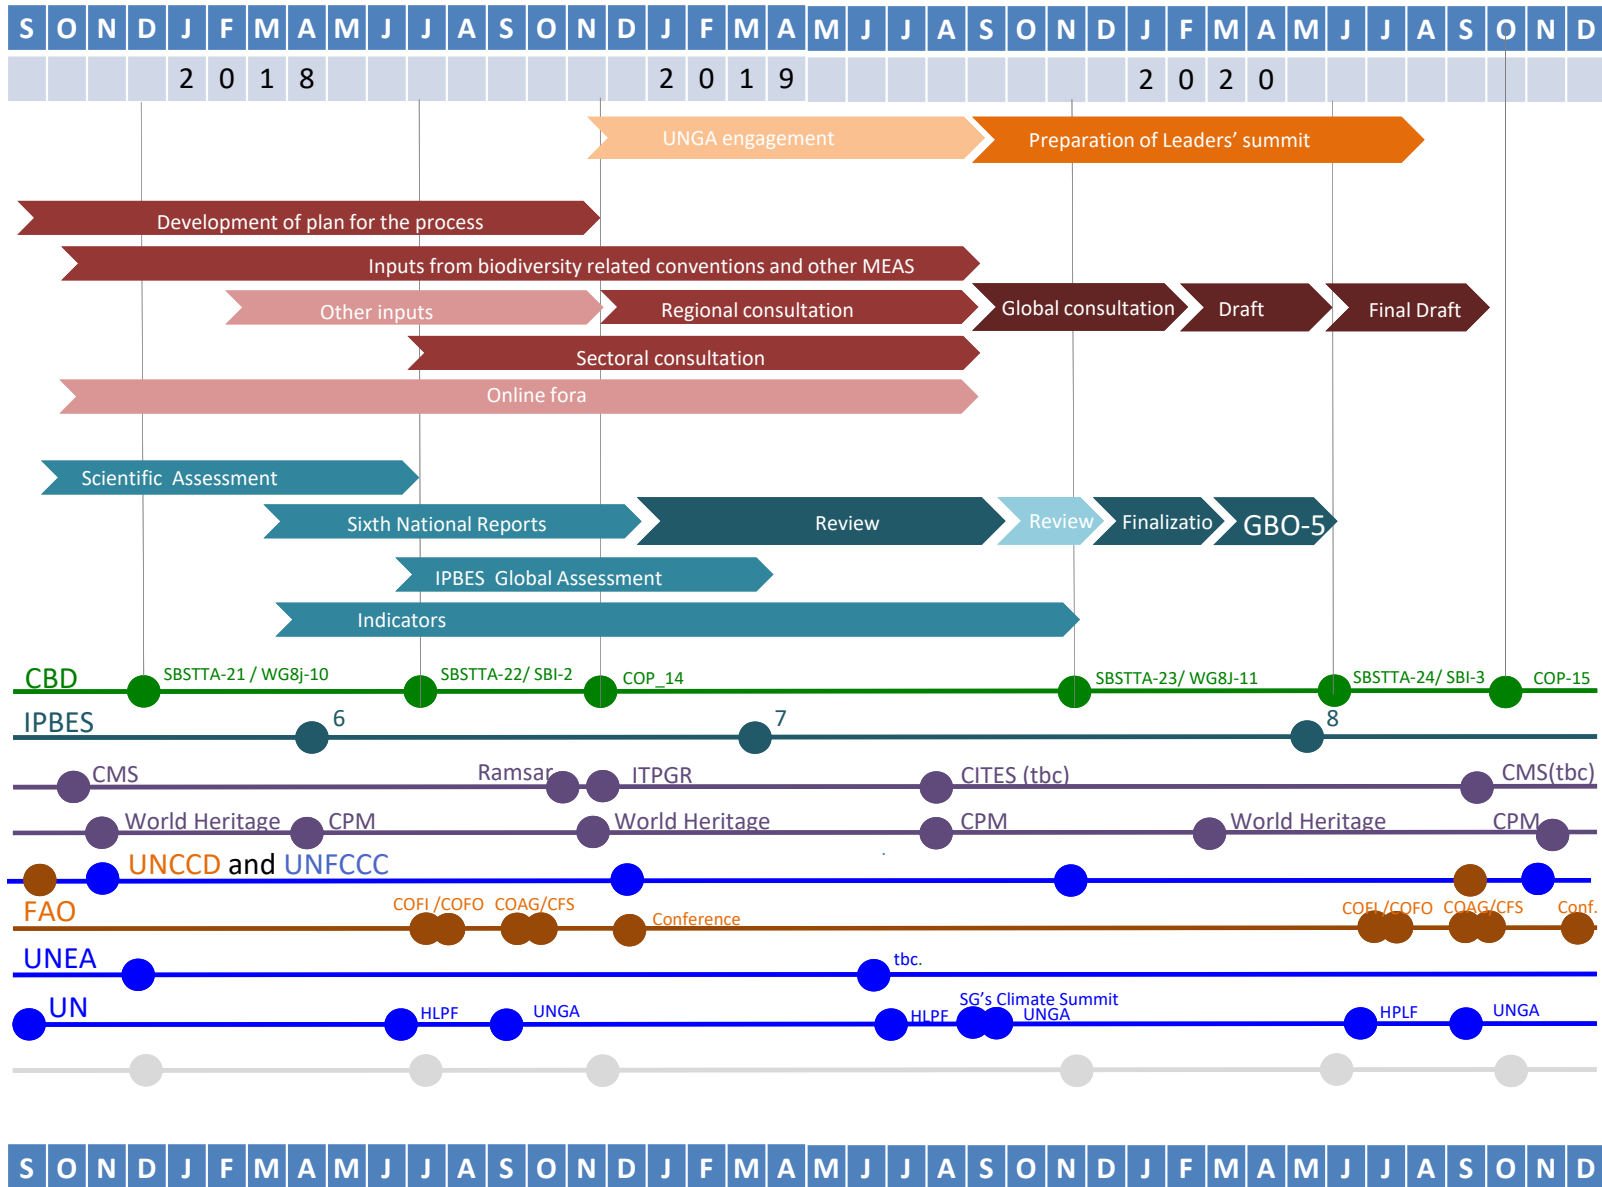 S O N D J F M A M J J A S O N D J F M A M J J A S O N D J F M A M J J A S O N D
2 0 1 8 2 0 1 9 2 0 2 0
UNGA engagement
Preparation of Leaders' summit
Development of plan for the process
Inputs from biodiversity related conventions and other MEAS
Other inputs
Regional consultation
Global consultation
Draft
Final Draft
Sectoral consultation
Online fora
Scientific Assessment
Sixth National Reports
Review
Review
Finalizatio
GBO-5
IPBES Global Assessment
Indicators
CBD
SBSTTA-21 / WG8j-10
SBSTTA-22/ SBI-2
COP_14
SBSTTA-23/ WG8J-11
SBSTTA-24/ SBI-3
COP-15
IPBES
6
7
8
CMS
Ramsar
ITPGR
CITES (tbc)
CMS(tbc)
World Heritage
CPM
World Heritage
CPM
World Heritage
CPM
UNCCD and UNFCCC
FAO
COFI /COFO
COAG/CFS
Conference
COFI /COFO
COAG/CFS
Conf.
UNEA
tbc.
UN
HLPF
UNGA
HLPF
SG's Climate Summit
UNGA
HPLF
UNGA
S O N D J F M A M J J A S O N D J F M A M J J A S O N D J F M A M J J A S O N D